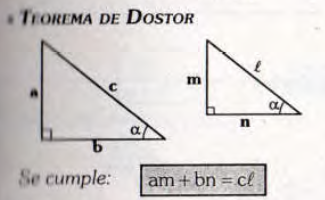 TEOREMA DE DOSTOR
a
c
b
α
m
ℓ
n
α
Se cumple:
am + bn = cℓ